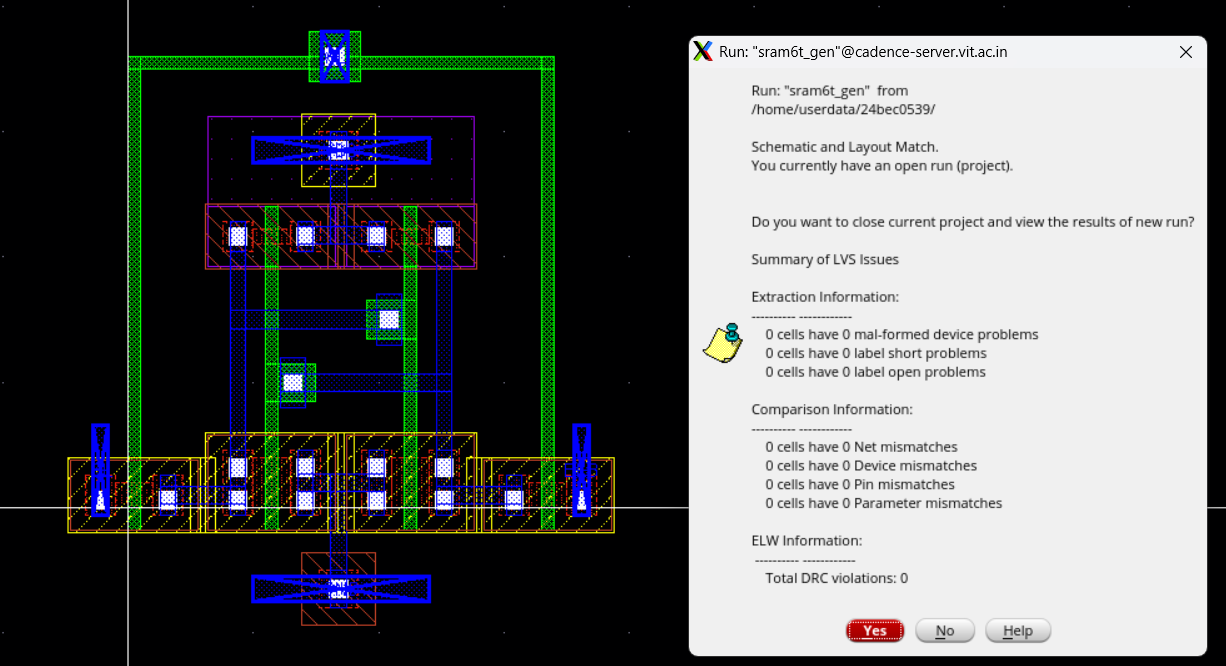 Run: "sram6t_gen"@cadence-server.vit.ac.in
Run: "sram6t_gen" from
/home/userdata/24bec0539/
Schematic and Layout Match.
You currently have an open run (project).
Do you want to close current project and view the results of new run?
Summary of LVS Issues
Extraction Information:
---------- ------------
0 cells have 0 mal-formed device problems
0 cells have 0 label short problems
0 cells have 0 label open problems
Comparison Information:
---------- ------------
0 cells have 0 Net mismatches
0 cells have 0 Device mismatches
0 cells have 0 Pin mismatches
0 cells have 0 Parameter mismatches
ELW Information:
---------- ------------
Total DRC violations: 0
Yes No Help